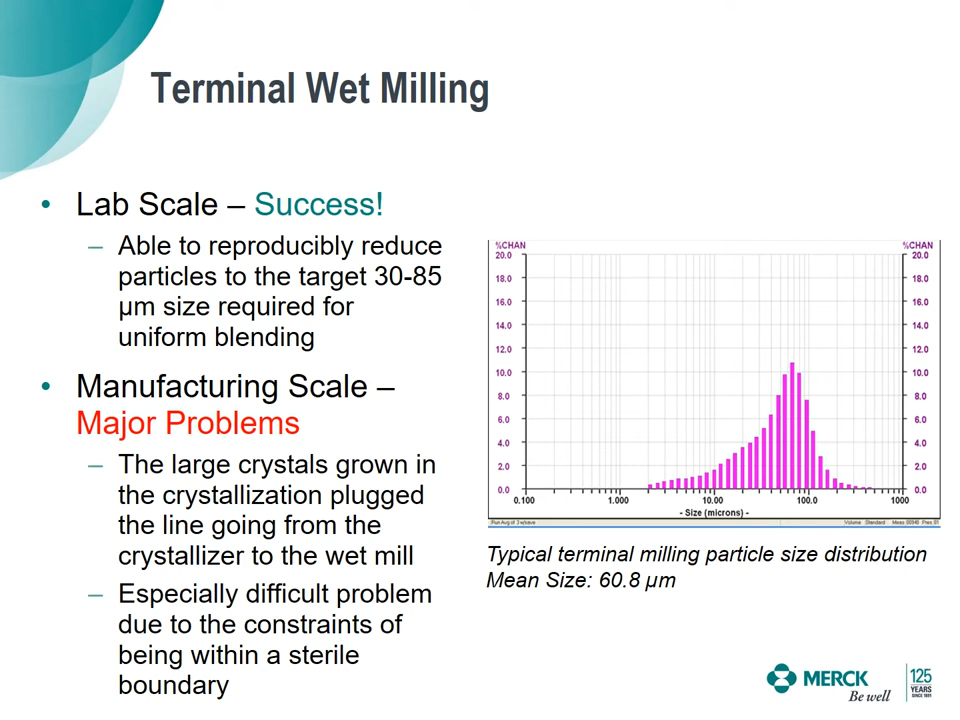 Terminal Wet Milling
• Lab Scale – Success!
– Able to reproducibly reduce
particles to the target 30-85
µm size required for
uniform blending
• Manufacturing Scale –
Major Problems
– The large crystals grown in
the crystallization plugged
the line going from the
crystallizer to the wet mill
– Especially difficult problem
due to the constraints of
being within a sterile
boundary
%CHAN %CHAN
20.0 20.0
18.0 18.0
16.0 16.0
14.0 14.0
12.0 12.0
10.0 10.0
8.0 8.0
6.0 6.0
4.0 4.0
2.0 2.0
0.0 0.0
0.100 1.000 10.00 100.0 1000
- Size (microns) -
Run Avg of 3 w/save Volume Standard
Typical terminal milling particle size distribution
Mean Size: 60.8 µm
MERCK
Be well
125
YEARS
SINCE 1891